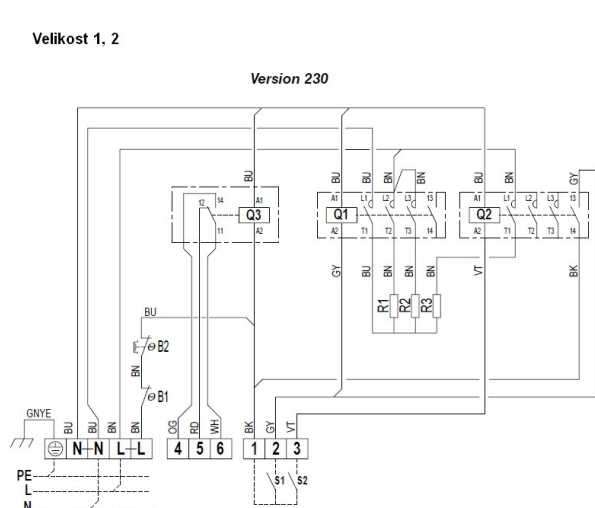 Velikost 1, 2
Version 230
BU BU BU BN BN BU BN GY
12 14 A1 A1 L1 L2 L3 13 A1 L1 L2 L3 13
Q3 Q1 Q2
11 A2 A2 T1 T2 T3 14 A2 T1 T2 T3 14
GY BU BN BN BN VT BK
R1 R2 R3
BU
B2
BN
B1
GNYE
BU BU BN BN OG RD WH BK GY VT
N N L L 4 5 6 1 2 3
PE
L
N
S1 S2